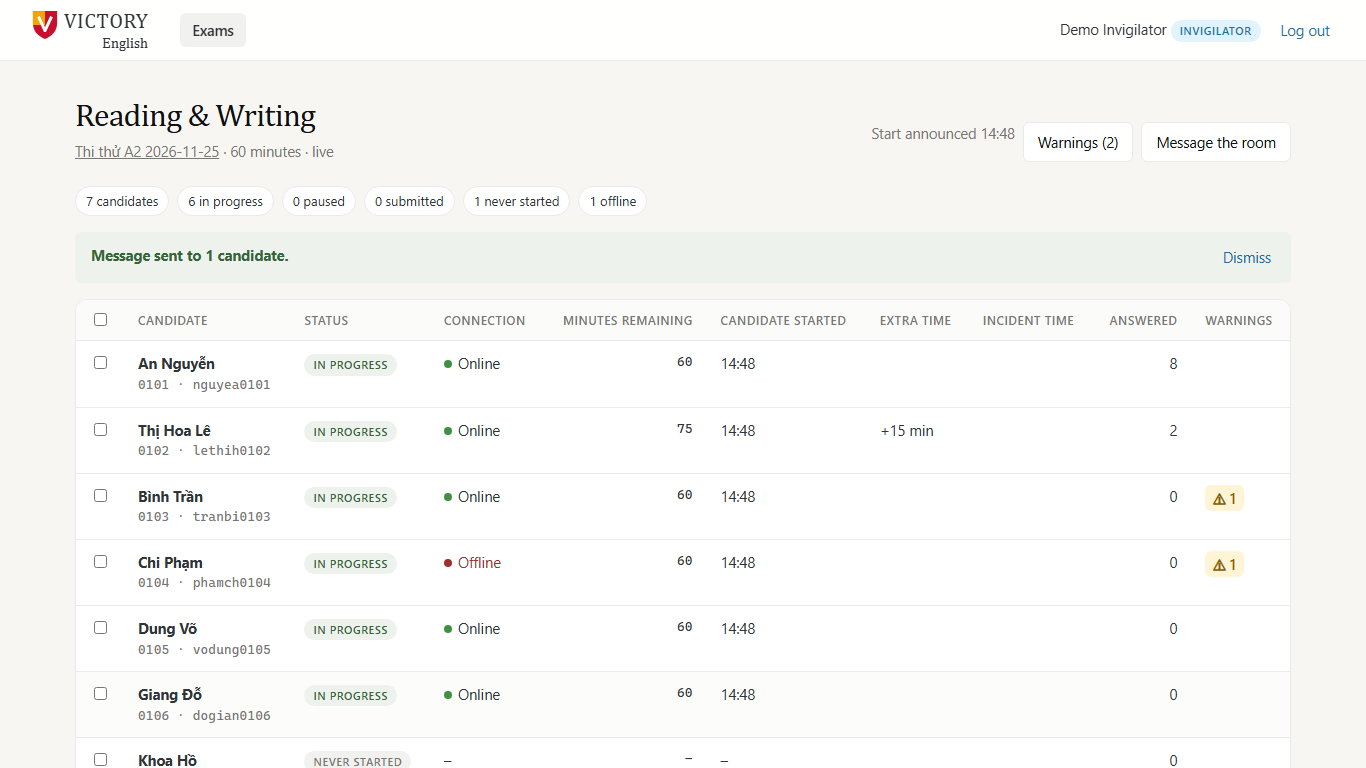 VICTORY
English
Exams
Demo Invigilator INVIGILATOR Log out
Reading & Writing
Thi thử A2 2026-11-25 · 60 minutes · live
Start announced 14:48 Warnings (2) Message the room
7 candidates 6 in progress 0 paused 0 submitted 1 never started 1 offline
Message sent to 1 candidate. Dismiss
CANDIDATE STATUS CONNECTION MINUTES REMAINING CANDIDATE STARTED EXTRA TIME INCIDENT TIME ANSWERED WARNINGS
An Nguyễn IN PROGRESS Online 60 14:48 8
0101 · nguyea0101
Thị Hoa Lê IN PROGRESS Online 75 14:48 +15 min 2
0102 · lethih0102
Bình Trần IN PROGRESS Online 60 14:48 0 ⚠ 1
0103 · tranbi0103
Chi Phạm IN PROGRESS Offline 60 14:48 0 ⚠ 1
0104 · phamch0104
Dung Võ IN PROGRESS Online 60 14:48 0
0105 · vodung0105
Giang Đỗ IN PROGRESS Online 60 14:48 0
0106 · dogian0106
Khoa Hồ NEVER STARTED – – – 0